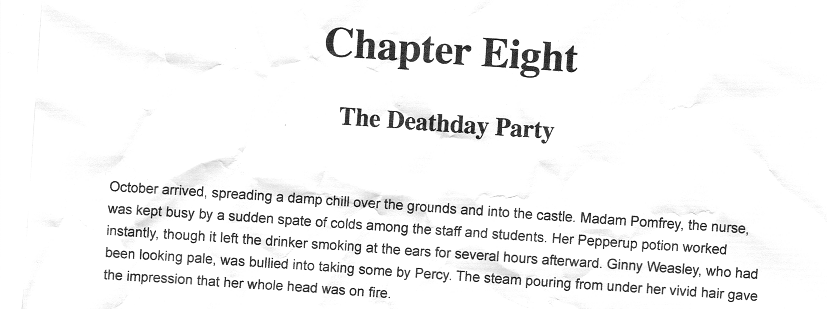 Chapter Eight
The Deathday Party
October arrived, spreading a damp chill over the grounds and into the castle. Madam Pomfrey, the nurse,
was kept busy by a sudden spate of colds among the staff and students. Her Pepperup potion worked
instantly, though it left the drinker smoking at the ears for several hours afterward. Ginny Weasley, who had
been looking pale, was bullied into taking some by Percy. The steam pouring from under her vivid hair gave
the impression that her whole head was on fire.